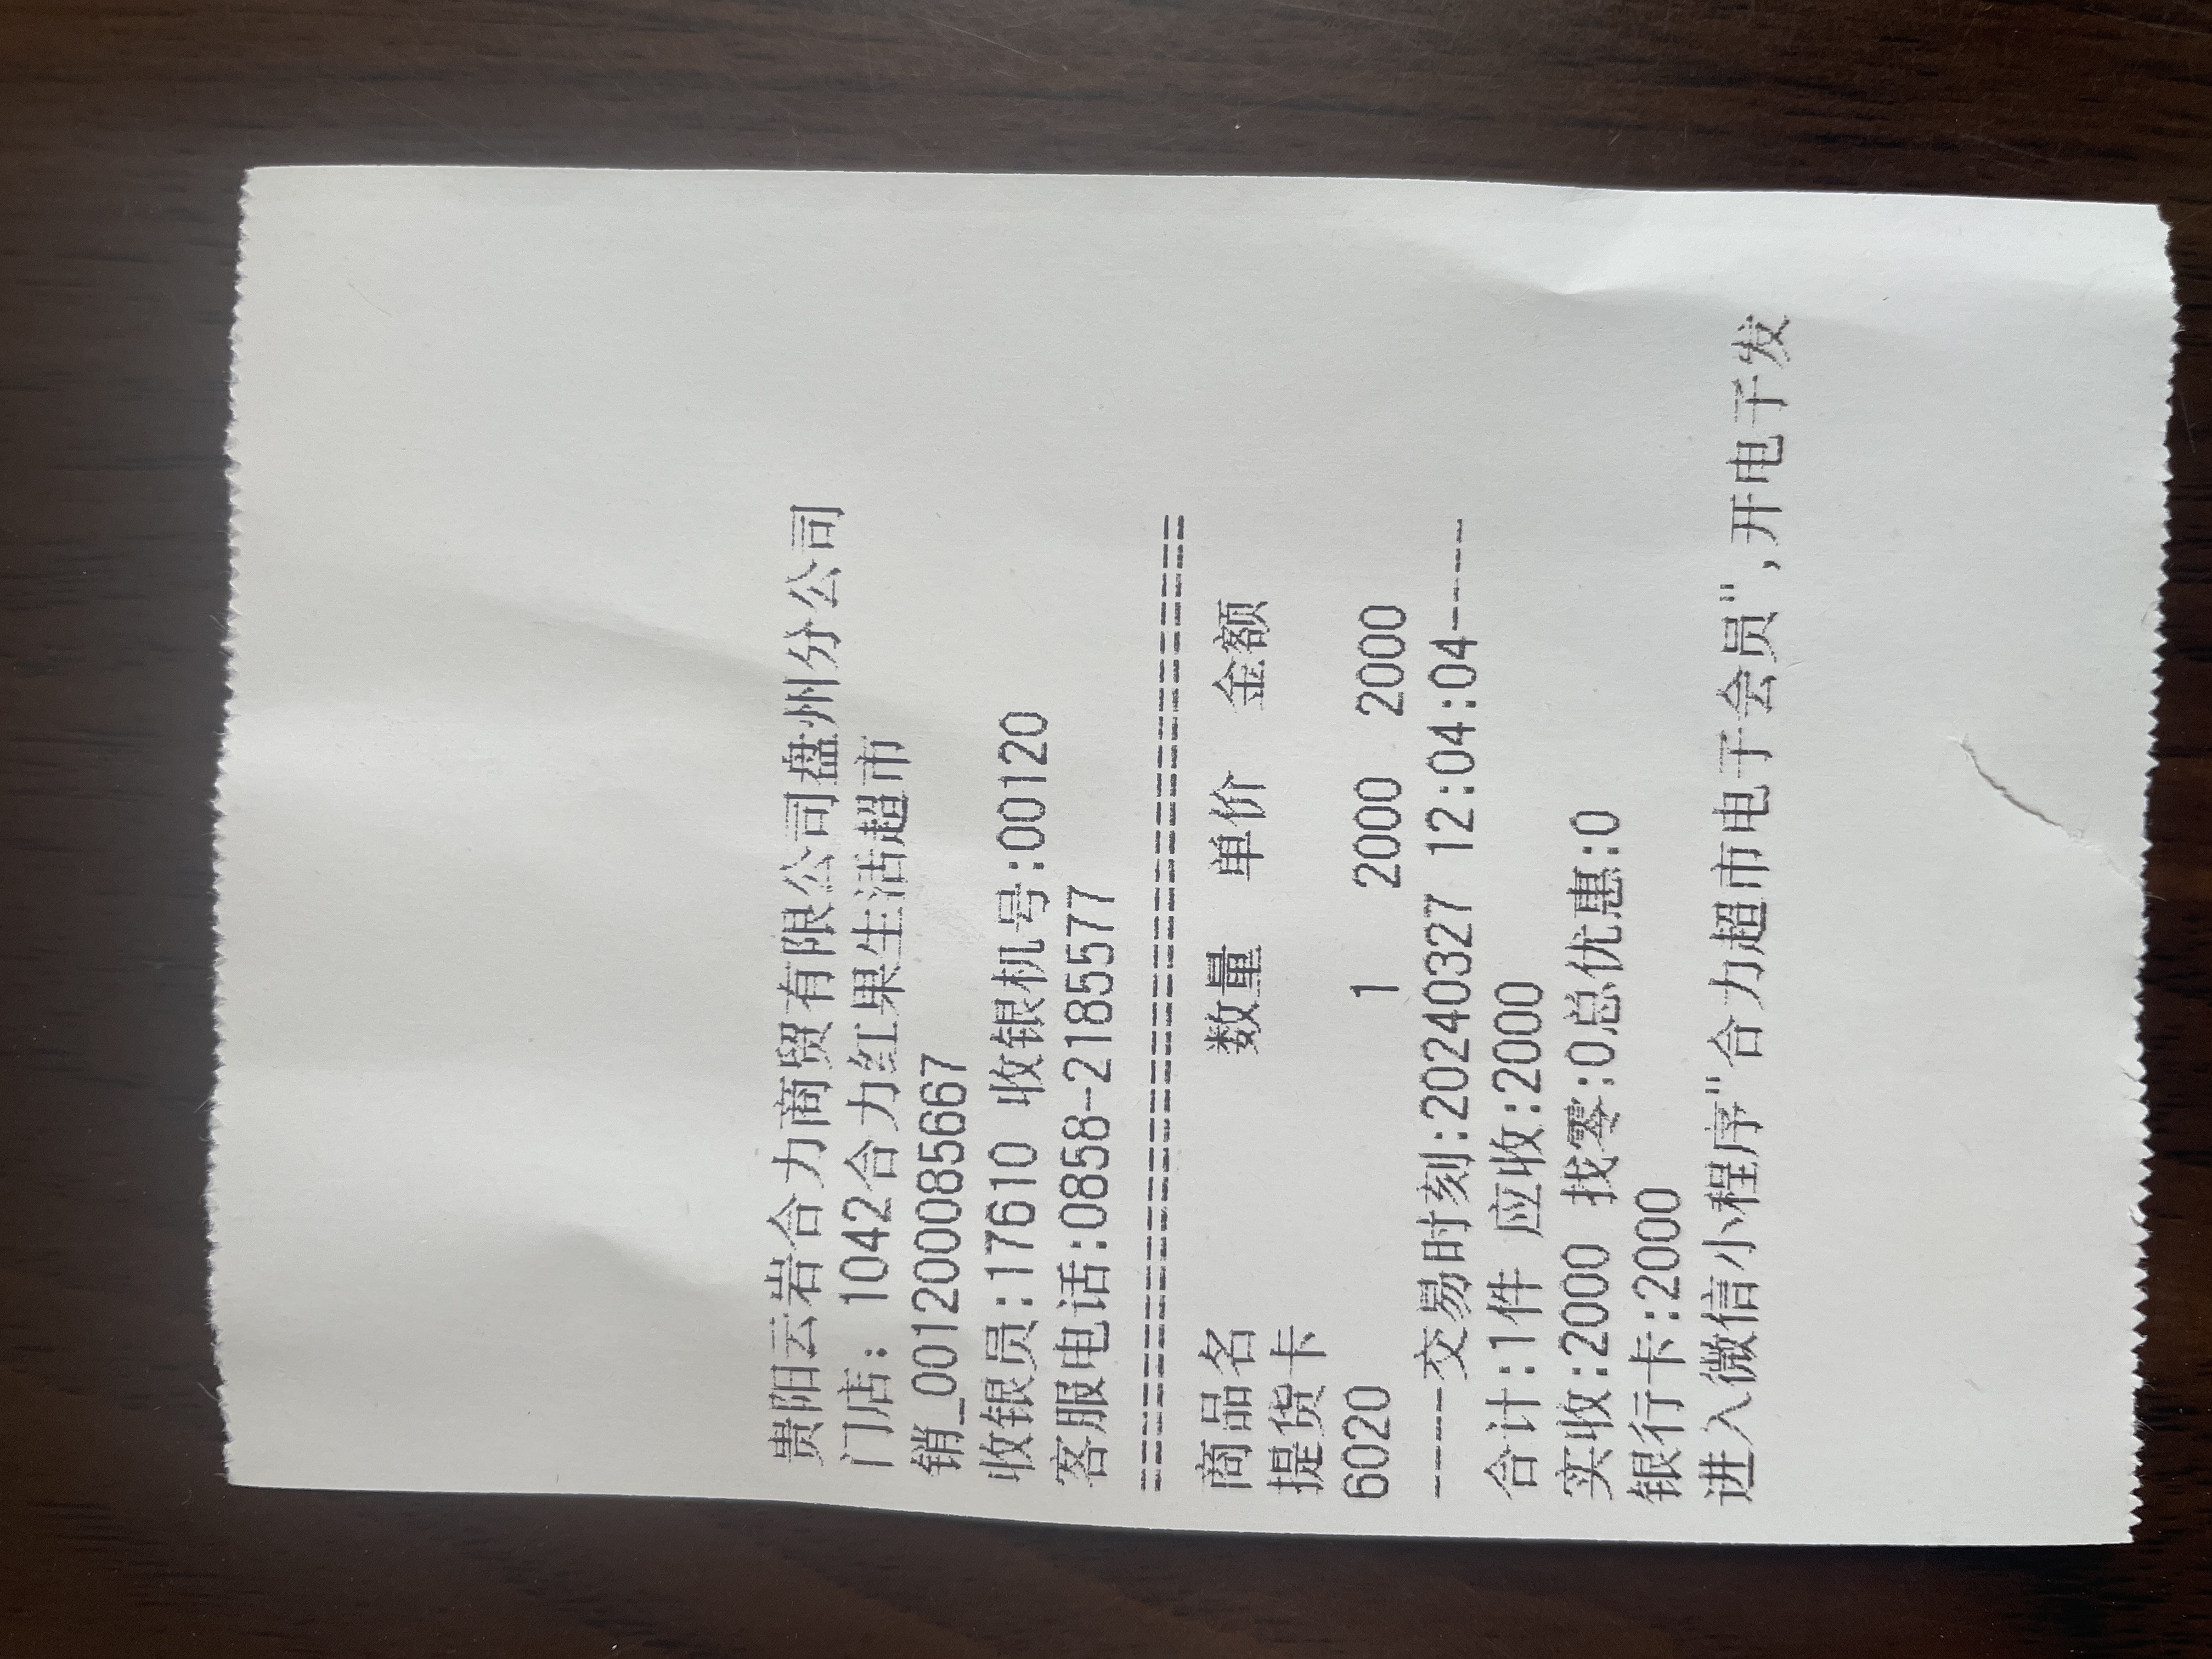 贵阳云岩合力商贸有限公司盘州分公司
门店: 1042合力红果生活超市
销_0012000085667
收银员:17610 收银机号:00120
客服电话:0858-2185577
================================================
商品名 数量 单价 金额
提货卡
6020 1 2000 2000
----交易时刻:20240327 12:04:04-----
合计:1件 应收:2000
实收:2000 找零:0总优惠:0
银行卡:2000
进入微信小程序"合力超市电子会员",开电子发